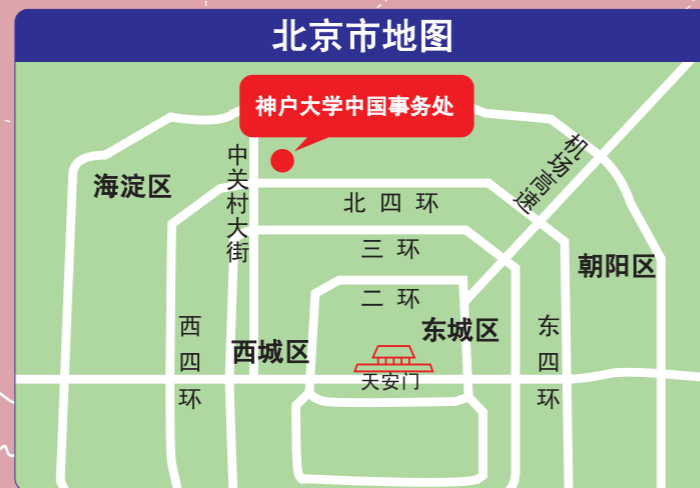 北京市地图
神户大学中国事务处
中关村大街
机场高速
海淀区
北四环
三环
朝阳区
二环
西四环
西城区
东城区
东四环
天安门